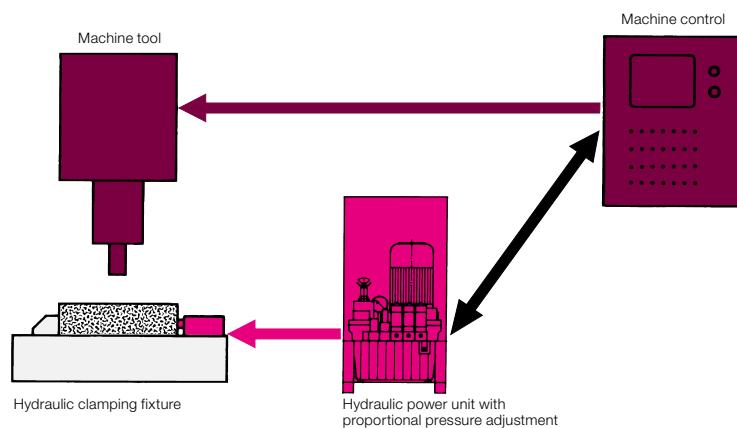 Machine control
Machine tool
Hydraulic clamping fixture
Hydraulic power unit with
proportional pressure adjustment